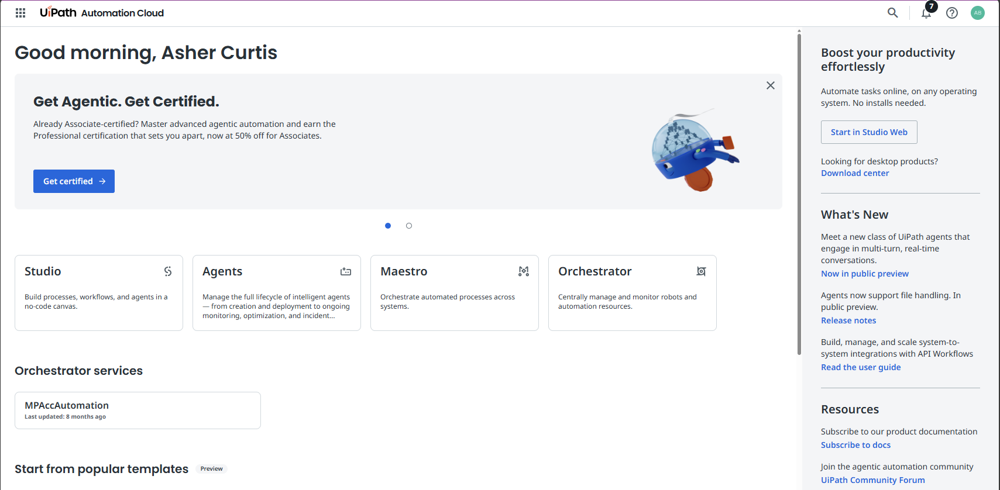 UiPath Automation Cloud
7
AB
Good morning, Asher Curtis
Get Agentic. Get Certified.
Already Associate-certified? Master advanced agentic automation and earn the
Professional certification that sets you apart, now at 50% off for Associates.
Get certified
Studio
Build processes, workflows, and agents in a
no-code canvas.
Agents
Manage the full lifecycle of intelligent agents
— from creation and deployment to ongoing
monitoring, optimization, and incident...
Maestro
Orchestrate automated processes across
systems.
Orchestrator
Centrally manage and monitor robots and
automation resources.
Orchestrator services
MPAccAutomation
Last updated: 8 months ago
Start from popular templates Preview
Boost your productivity
effortlessly
Automate tasks online, on any operating
system. No installs needed.
Start in Studio Web
Looking for desktop products?
Download center
What's New
Meet a new class of UiPath agents that
engage in multi-turn, real-time
conversations.
Now in public preview
Agents now support file handling. In
public preview.
Release notes
Build, manage, and scale system-to-
system integrations with API Workflows
Read the user guide
Resources
Subscribe to our product documentation
Subscribe to docs
Join the agentic automation community
UiPath Community Forum